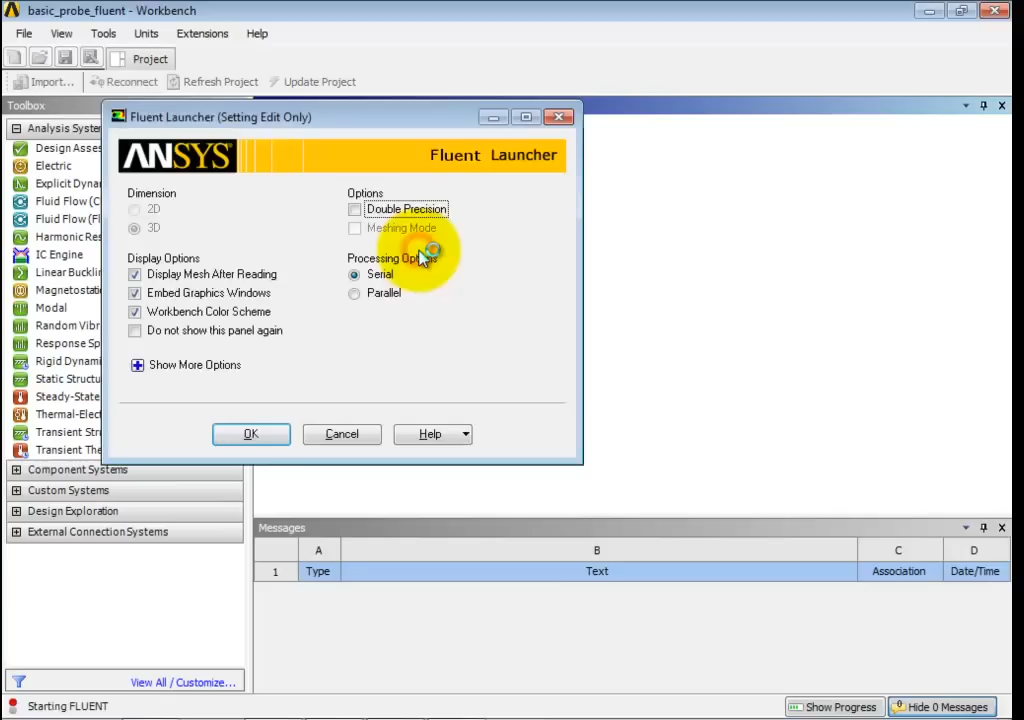 basic_probe_fluent - Workbench
File View Tools Units Extensions Help
Project
Import... Reconnect Refresh Project Update Project
Toolbox
Fluent Launcher (Setting Edit Only)
Analysis Syste
Design Asses
Electric
Explicit Dyna
Fluid Flow (C
Fluid Flow (Fl
Harmonic Res
IC Engine
Linear Bucklin
Magnetostati
Modal
Random Vibr
Response Sp
Rigid Dynami
Static Structu
Steady-State
Thermal-Elect
Transient Str
Transient The
Component Systems
Custom Systems
Design Exploration
External Connection Systems
View All / Customize...
ANSYS
Fluent Launcher
Dimension
2D
3D
Options
Double Precision
Meshing Mode
Display Options
Display Mesh After Reading
Embed Graphics Windows
Workbench Color Scheme
Do not show this panel again
Processing Options
Serial
Parallel
Show More Options
OK Cancel Help
Messages
A B C D
1 Type Text Association Date/Time
Starting FLUENT
Show Progress Hide 0 Messages